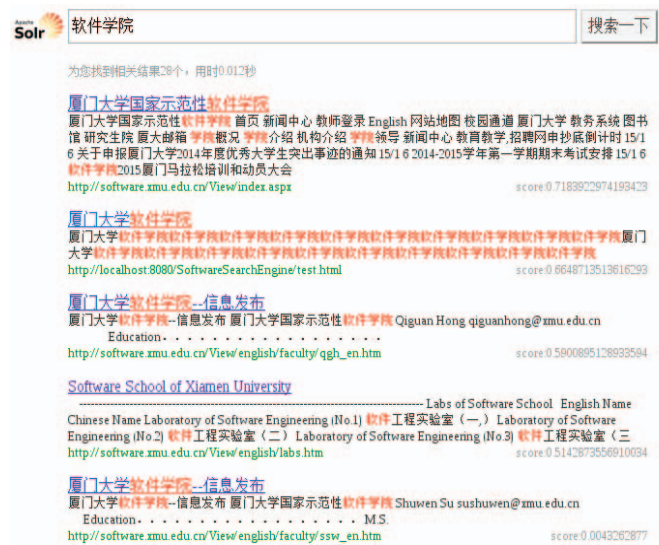 Apache
Solr
软件学院
搜索一下
为您找到相关结果28个，用时0.012秒
厦门大学国家示范性软件学院
厦门大学国家示范性软件学院 首页 新闻中心 教师登录 English 网站地图 校园通道 厦门大学 教务系统 图书
馆 研究生院 厦大邮箱 学院概况 学院介绍 机构介绍 学院领导 新闻中心 教育教学,招聘网申抄底倒计时 15/1
6 关于申报厦门大学2014年度优秀大学生突出事迹的通知 15/1 6 2014-2015学年第一学期期末考试安排 15/1 6
软件学院2015厦门马拉松培训和动员大会
http://software.xmu.edu.cn/View/index.aspx score:0.7183922974193423
厦门大学软件学院
厦门大学软件学院软件学院软件学院软件学院软件学院软件学院软件学院软件学院软件学院软件学院厦门
大学软件学院软件学院软件学院软件学院软件学院软件学院软件学院软件学院软件学院软件学院
http://localhost:8080/SoftwareSearchEngine/test.html score:0.6648713513616293
厦门大学软件学院--信息发布
厦门大学软件学院--信息发布 厦门大学国家示范性软件学院 Qiguan Hong qiguanhong@xmu.edu.cn
Education. . . . . . . . . . . . . . . . . .
http://software.xmu.edu.cn/View/english/faculty/qgh_en.htm score:0.5900895128933594
Software School of Xiamen University
-------------------------------------------------------------------------------- Labs of Software School English Name
Chinese Name Laboratory of Software Engineering (No.1) 软件工程实验室（一,） Laboratory of Software
Engineering (No.2) 软件工程实验室（二） Laboratory of Software Engineering (No.3) 软件工程实验室（三
http://software.xmu.edu.cn/View/english/labs.htm score:0.5142873556910034
厦门大学软件学院--信息发布
厦门大学软件学院--信息发布 厦门大学国家示范性软件学院 Shuwen Su sushuwen@xmu.edu.cn
Education. . . . . . . . . . . . . . . . . . M.S.
http://software.xmu.edu.cn/View/english/faculty/ssw_en.htm score:0.0043262877